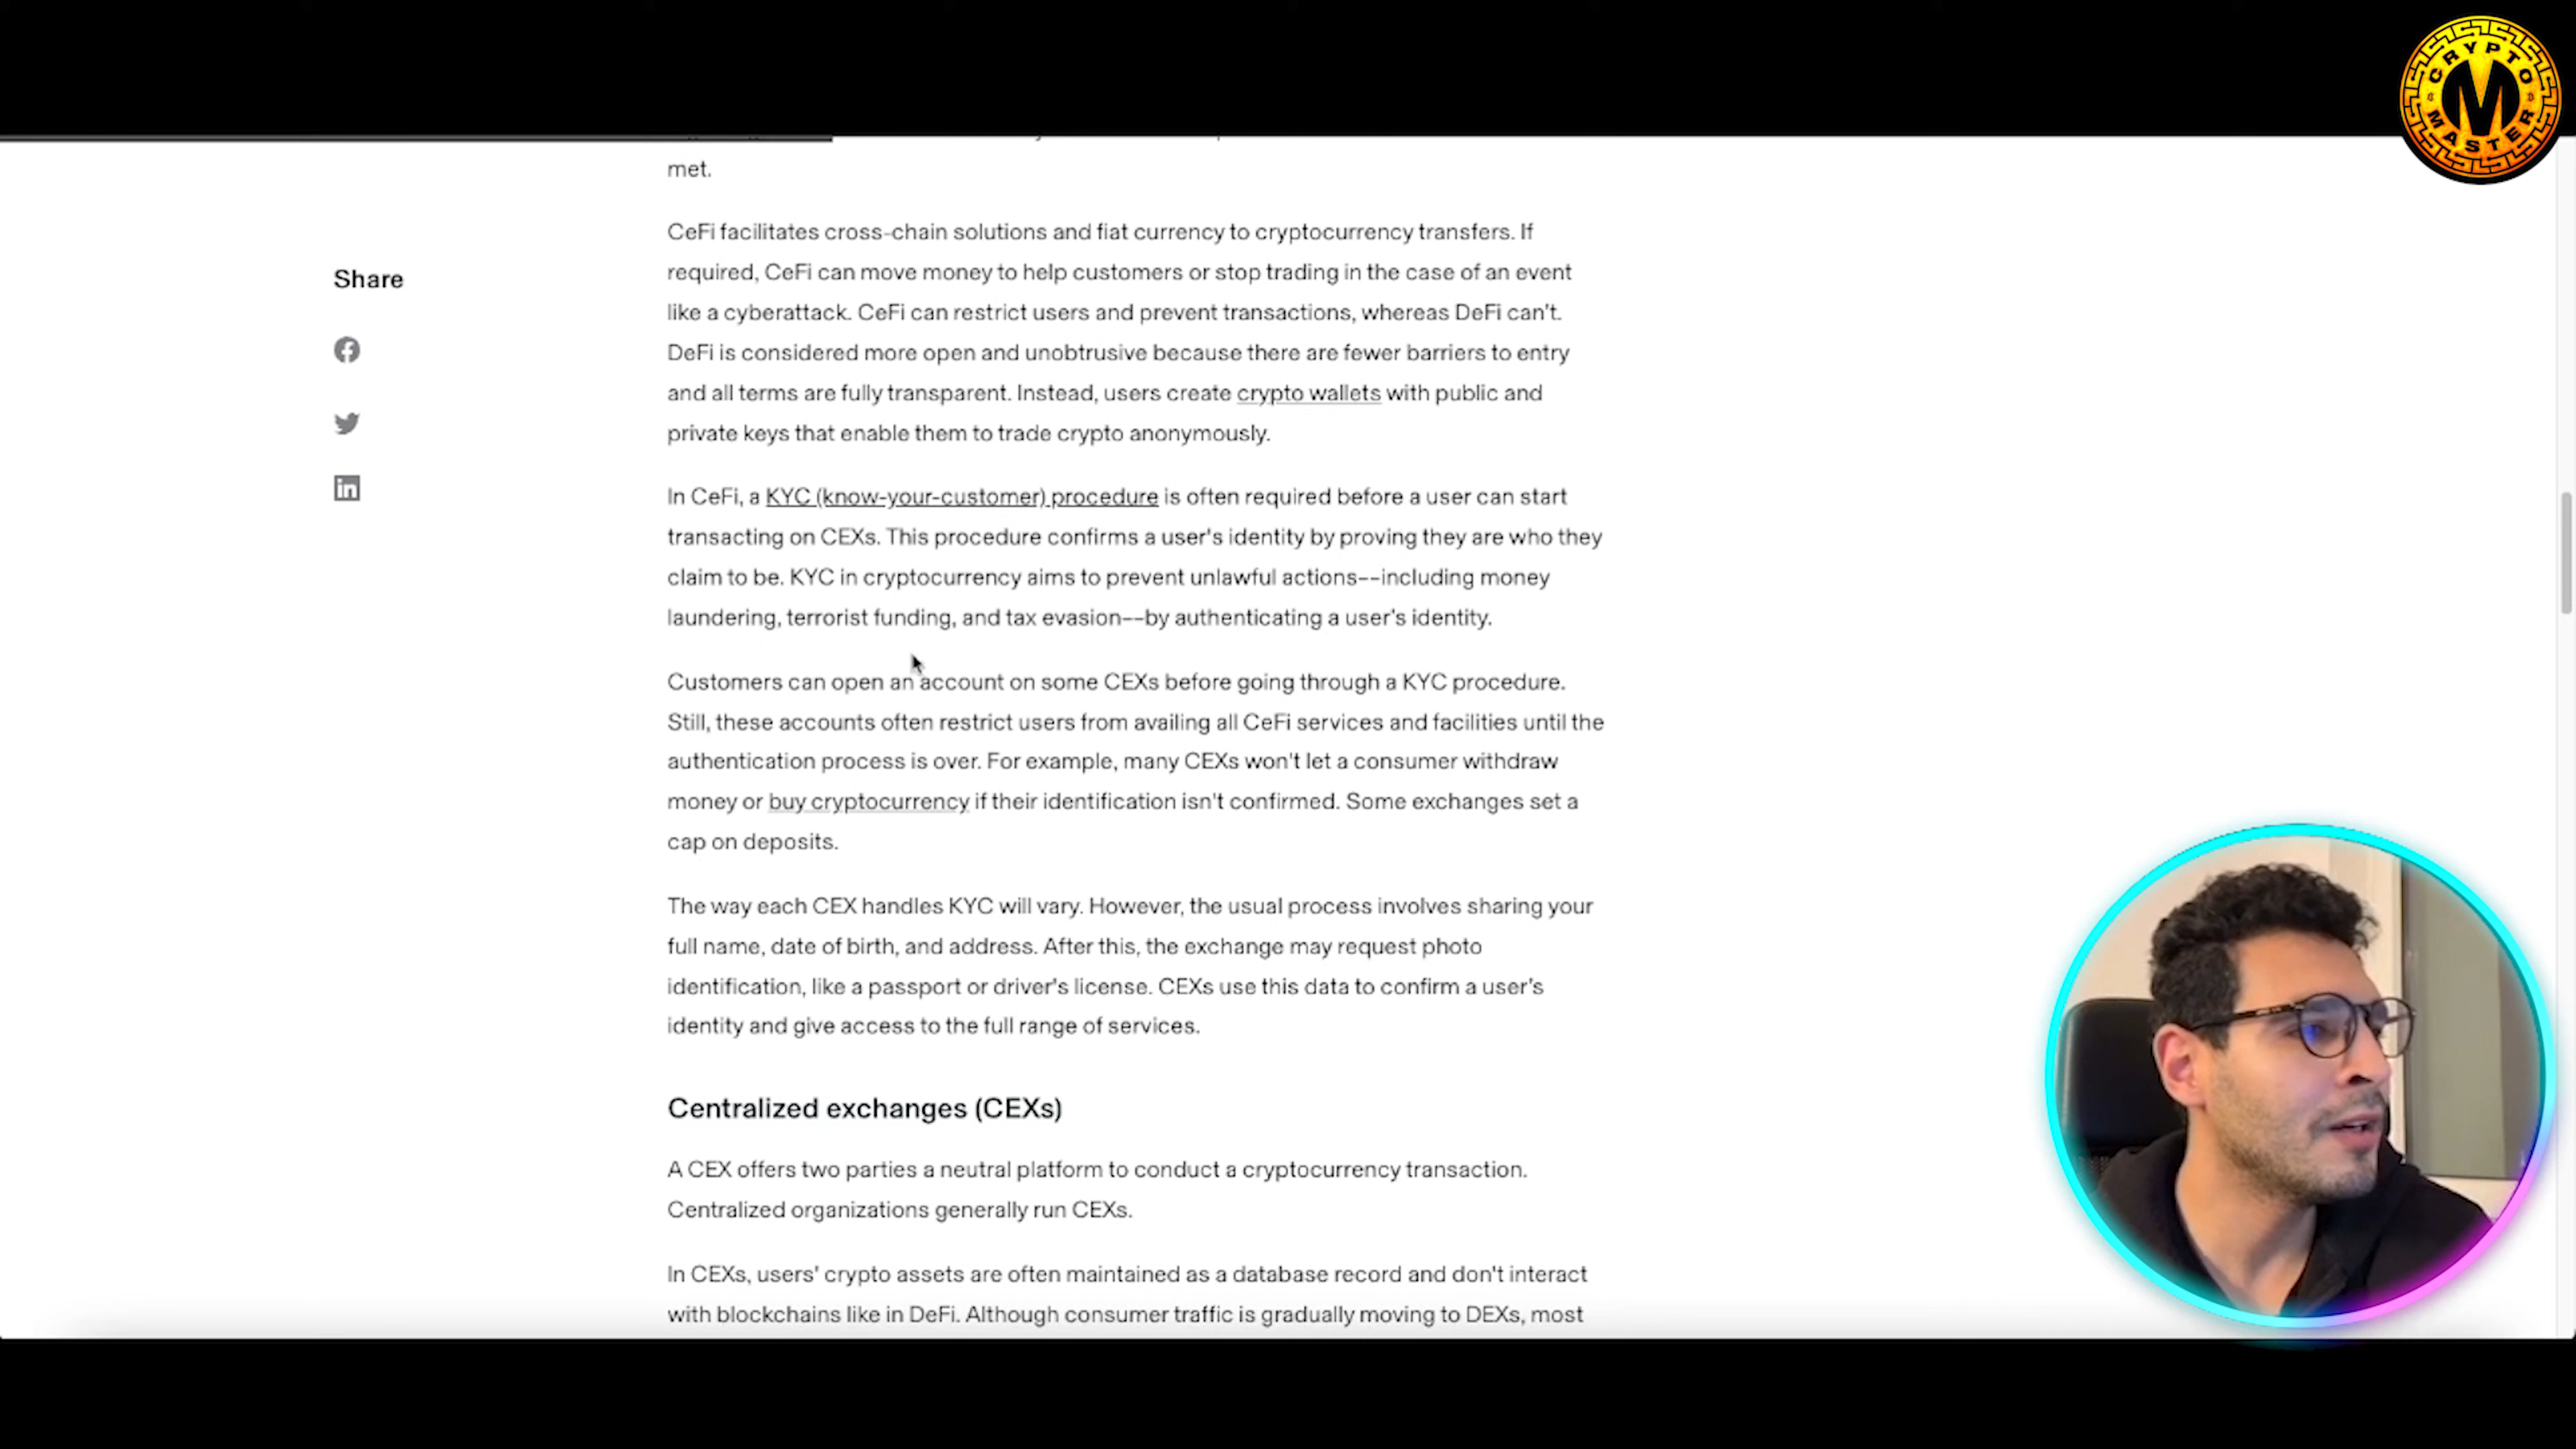 CRYPTO
M
MASTER
met.
CeFi facilitates cross-chain solutions and fiat currency to cryptocurrency transfers. If
required, CeFi can move money to help customers or stop trading in the case of an event
like a cyberattack. CeFi can restrict users and prevent transactions, whereas DeFi can't.
DeFi is considered more open and unobtrusive because there are fewer barriers to entry
and all terms are fully transparent. Instead, users create crypto wallets with public and
private keys that enable them to trade crypto anonymously.
Share
In CeFi, a KYC (know-your-customer) procedure is often required before a user can start
transacting on CEXs. This procedure confirms a user's identity by proving they are who they
claim to be. KYC in cryptocurrency aims to prevent unlawful actions--including money
laundering, terrorist funding, and tax evasion--by authenticating a user's identity.
Customers can open an account on some CEXs before going through a KYC procedure.
Still, these accounts often restrict users from availing all CeFi services and facilities until the
authentication process is over. For example, many CEXs won't let a consumer withdraw
money or buy cryptocurrency if their identification isn't confirmed. Some exchanges set a
cap on deposits.
The way each CEX handles KYC will vary. However, the usual process involves sharing your
full name, date of birth, and address. After this, the exchange may request photo
identification, like a passport or driver's license. CEXs use this data to confirm a user's
identity and give access to the full range of services.
Centralized exchanges (CEXs)
A CEX offers two parties a neutral platform to conduct a cryptocurrency transaction.
Centralized organizations generally run CEXs.
In CEXs, users' crypto assets are often maintained as a database record and don't interact
with blockchains like in DeFi. Although consumer traffic is gradually moving to DEXs, most